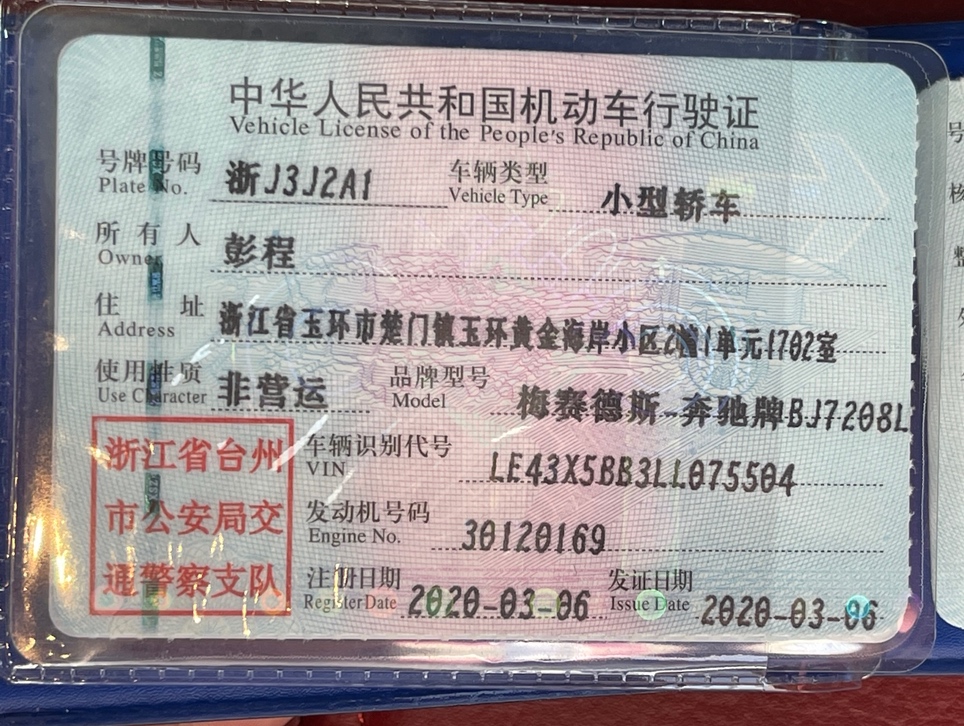 中华人民共和国机动车行驶证
Vehicle License of the People's Republic of China
号牌号码 浙J3J2A1 车辆类型 小型轿车
Plate No. Vehicle Type
所有人 彭程
Owner
住址 浙江省玉环市楚门镇玉环黄金海岸小区2幢1单元1702室
Address
使用性质 非营运 品牌型号 梅赛德斯-奔驰牌BJ7208L
Use Character Model
浙江省台州
市公安局交
通警察支队
车辆识别代号 LE43X5BB3LL075504
VIN
发动机号码 30120169
Engine No.
注册日期 2020-03-06 发证日期 2020-03-06
Register Date Issue Date
号
核
整